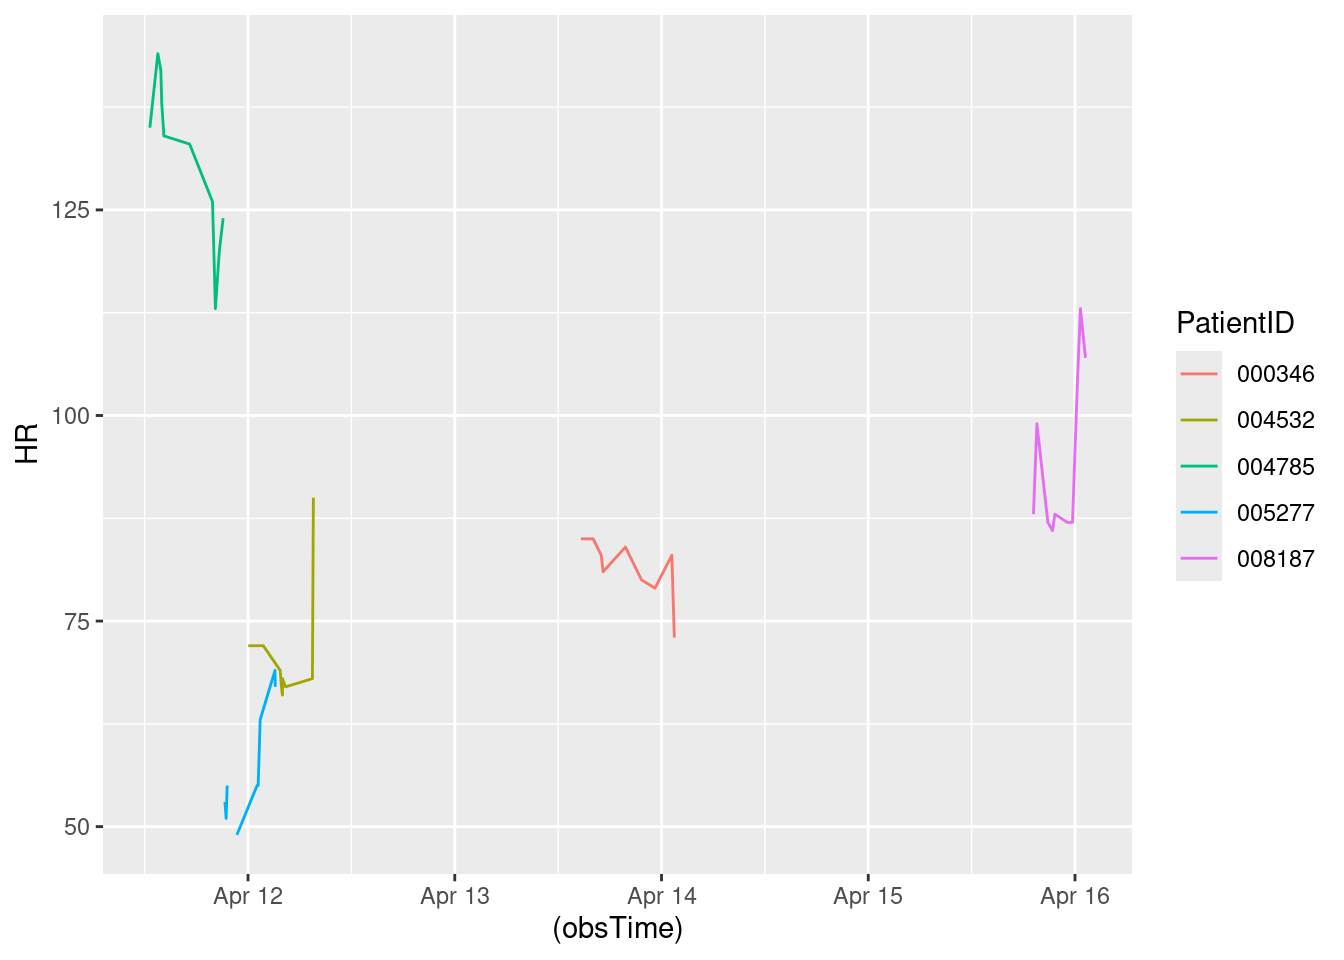 HR
125
100
75
50
Apr 12
Apr 13
Apr 14
Apr 15
Apr 16
(obsTime)
PatientID
000346
004532
004785
005277
008187